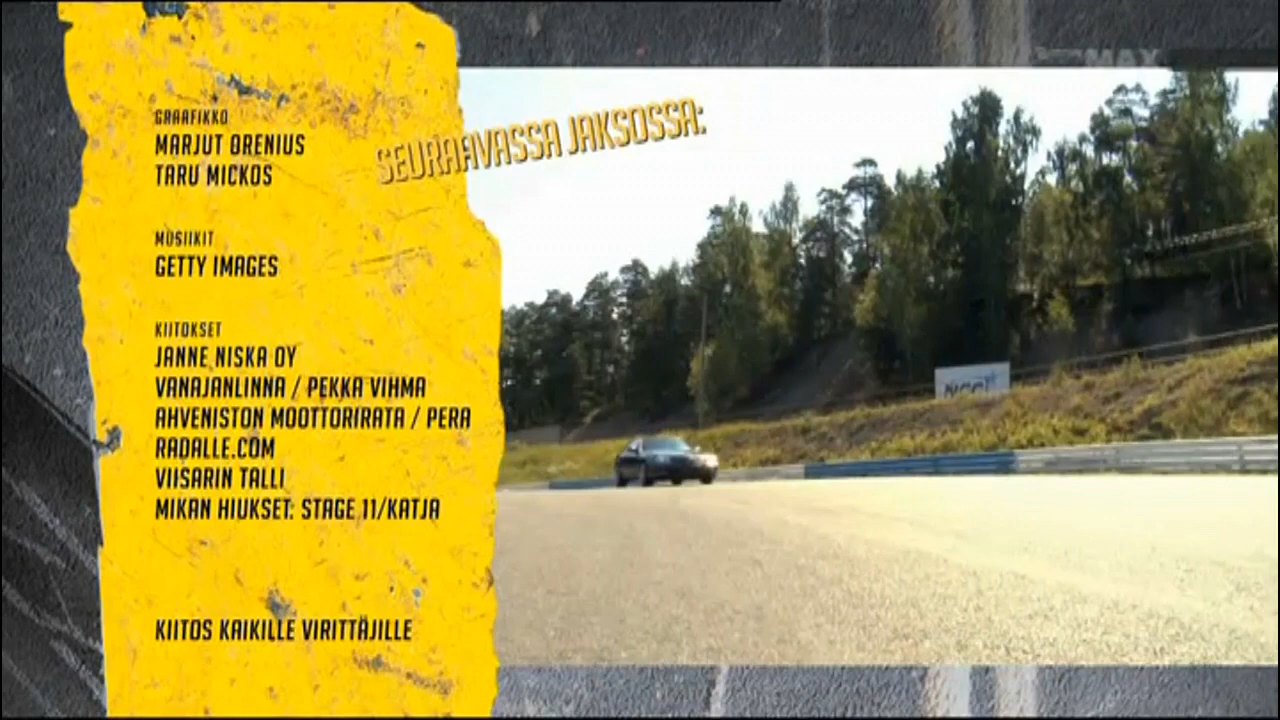 MAX
GRAAFIKKO
MARJUT ORENIUS
TARU MICKOS
SEURAAVASSA JAKSOSSA:
MUSIIKIT
GETTY IMAGES
KIITOKSET
JANNE NISKA OY
VANAJANLINNA / PEKKA VIHMA
AHVENISTON MOOTTORIRATA / PERA
RADALLE.COM
VIISARIN TALLI
MIKAN HIUKSET: STAGE 11/KATJA
KIITOS KAIKILLE VIRITTÄJILLE